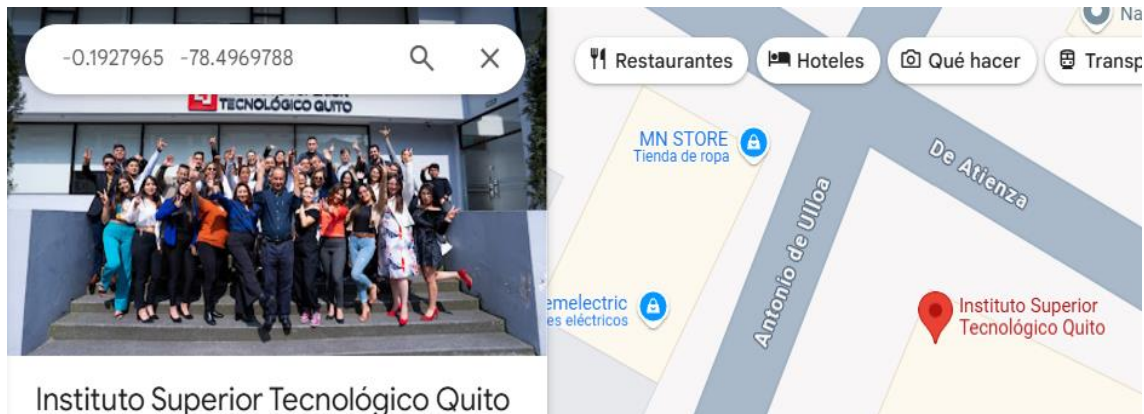 -0.1927965 -78.4969788
TECNOLÓGICO QUITO
Instituto Superior Tecnológico Quito
Restaurantes
Hoteles
Qué hacer
Transp
Na
MN STORE
Tienda de ropa
De Atienza
Antonio de Ulloa
emelectric
es eléctricos
Instituto Superior
Tecnológico Quito